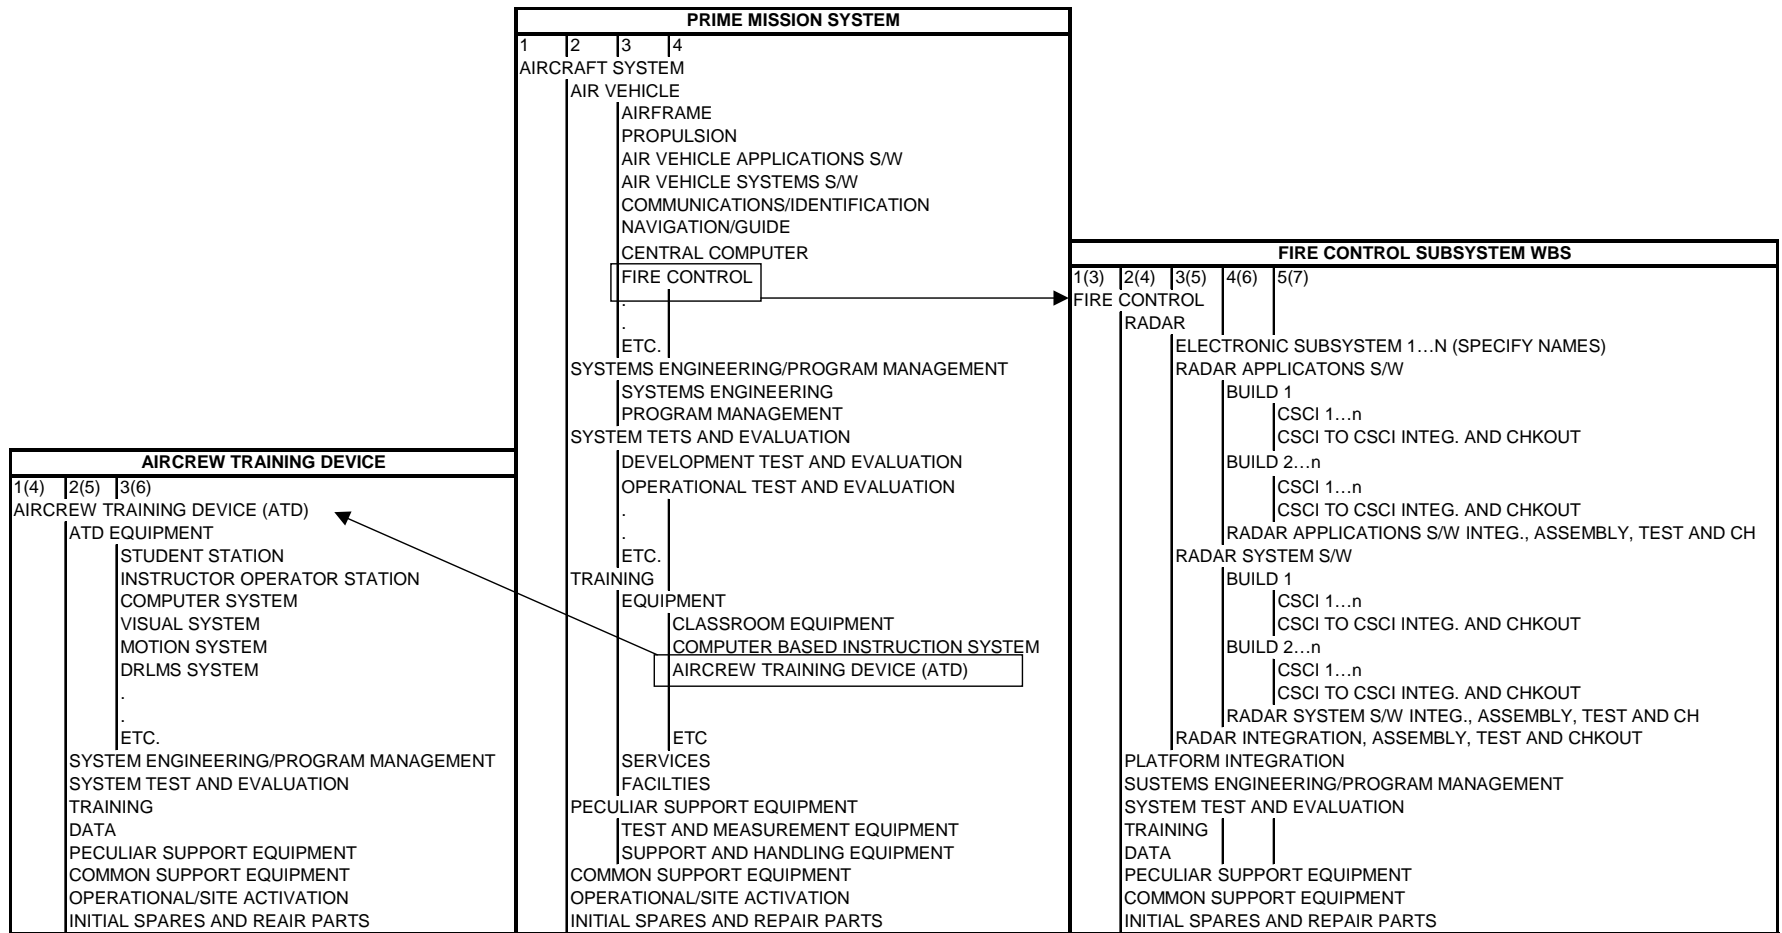 PRIME MISSION SYSTEM
1 2 3 4
AIRCRAFT SYSTEM
AIR VEHICLE
AIRFRAME
PROPULSION
AIR VEHICLE APPLICATIONS S/W
AIR VEHICLE SYSTEMS S/W
COMMUNICATIONS/IDENTIFICATION
NAVIGATION/GUIDE
CENTRAL COMPUTER
FIRE CONTROL
.
.
ETC.
SYSTEMS ENGINEERING/PROGRAM MANAGEMENT
SYSTEMS ENGINEERING
PROGRAM MANAGEMENT
SYSTEM TETS AND EVALUATION
DEVELOPMENT TEST AND EVALUATION
OPERATIONAL TEST AND EVALUATION
.
.
ETC.
TRAINING
EQUIPMENT
CLASSROOM EQUIPMENT
COMPUTER BASED INSTRUCTION SYSTEM
AIRCREW TRAINING DEVICE (ATD)
ETC
SERVICES
FACILTIES
PECULIAR SUPPORT EQUIPMENT
TEST AND MEASUREMENT EQUIPMENT
SUPPORT AND HANDLING EQUIPMENT
COMMON SUPPORT EQUIPMENT
OPERATIONAL/SITE ACTIVATION
INITIAL SPARES AND REPAIR PARTS
FIRE CONTROL SUBSYSTEM WBS
1(3) 2(4) 3(5) 4(6) 5(7)
FIRE CONTROL
RADAR
ELECTRONIC SUBSYSTEM 1…N (SPECIFY NAMES)
RADAR APPLICATONS S/W
BUILD 1
CSCI 1…n
CSCI TO CSCI INTEG. AND CHKOUT
BUILD 2…n
CSCI 1…n
CSCI TO CSCI INTEG. AND CHKOUT
RADAR APPLICATIONS S/W INTEG., ASSEMBLY, TEST AND CH
RADAR SYSTEM S/W
BUILD 1
CSCI 1…n
CSCI TO CSCI INTEG. AND CHKOUT
BUILD 2…n
CSCI 1…n
CSCI TO CSCI INTEG. AND CHKOUT
RADAR SYSTEM S/W INTEG., ASSEMBLY, TEST AND CH
RADAR INTEGRATION, ASSEMBLY, TEST AND CHKOUT
PLATFORM INTEGRATION
SUSTEMS ENGINEERING/PROGRAM MANAGEMENT
SYSTEM TEST AND EVALUATION
TRAINING
DATA
PECULIAR SUPPORT EQUIPMENT
COMMON SUPPORT EQUIPMENT
INITIAL SPARES AND REPAIR PARTS
AIRCREW TRAINING DEVICE
1(4) 2(5) 3(6)
AIRCREW TRAINING DEVICE (ATD)
ATD EQUIPMENT
STUDENT STATION
INSTRUCTOR OPERATOR STATION
COMPUTER SYSTEM
VISUAL SYSTEM
MOTION SYSTEM
DRLMS SYSTEM
.
.
ETC.
SYSTEM ENGINEERING/PROGRAM MANAGEMENT
SYSTEM TEST AND EVALUATION
TRAINING
DATA
PECULIAR SUPPORT EQUIPMENT
COMMON SUPPORT EQUIPMENT
OPERATIONAL/SITE ACTIVATION
INITIAL SPARES AND REAIR PARTS